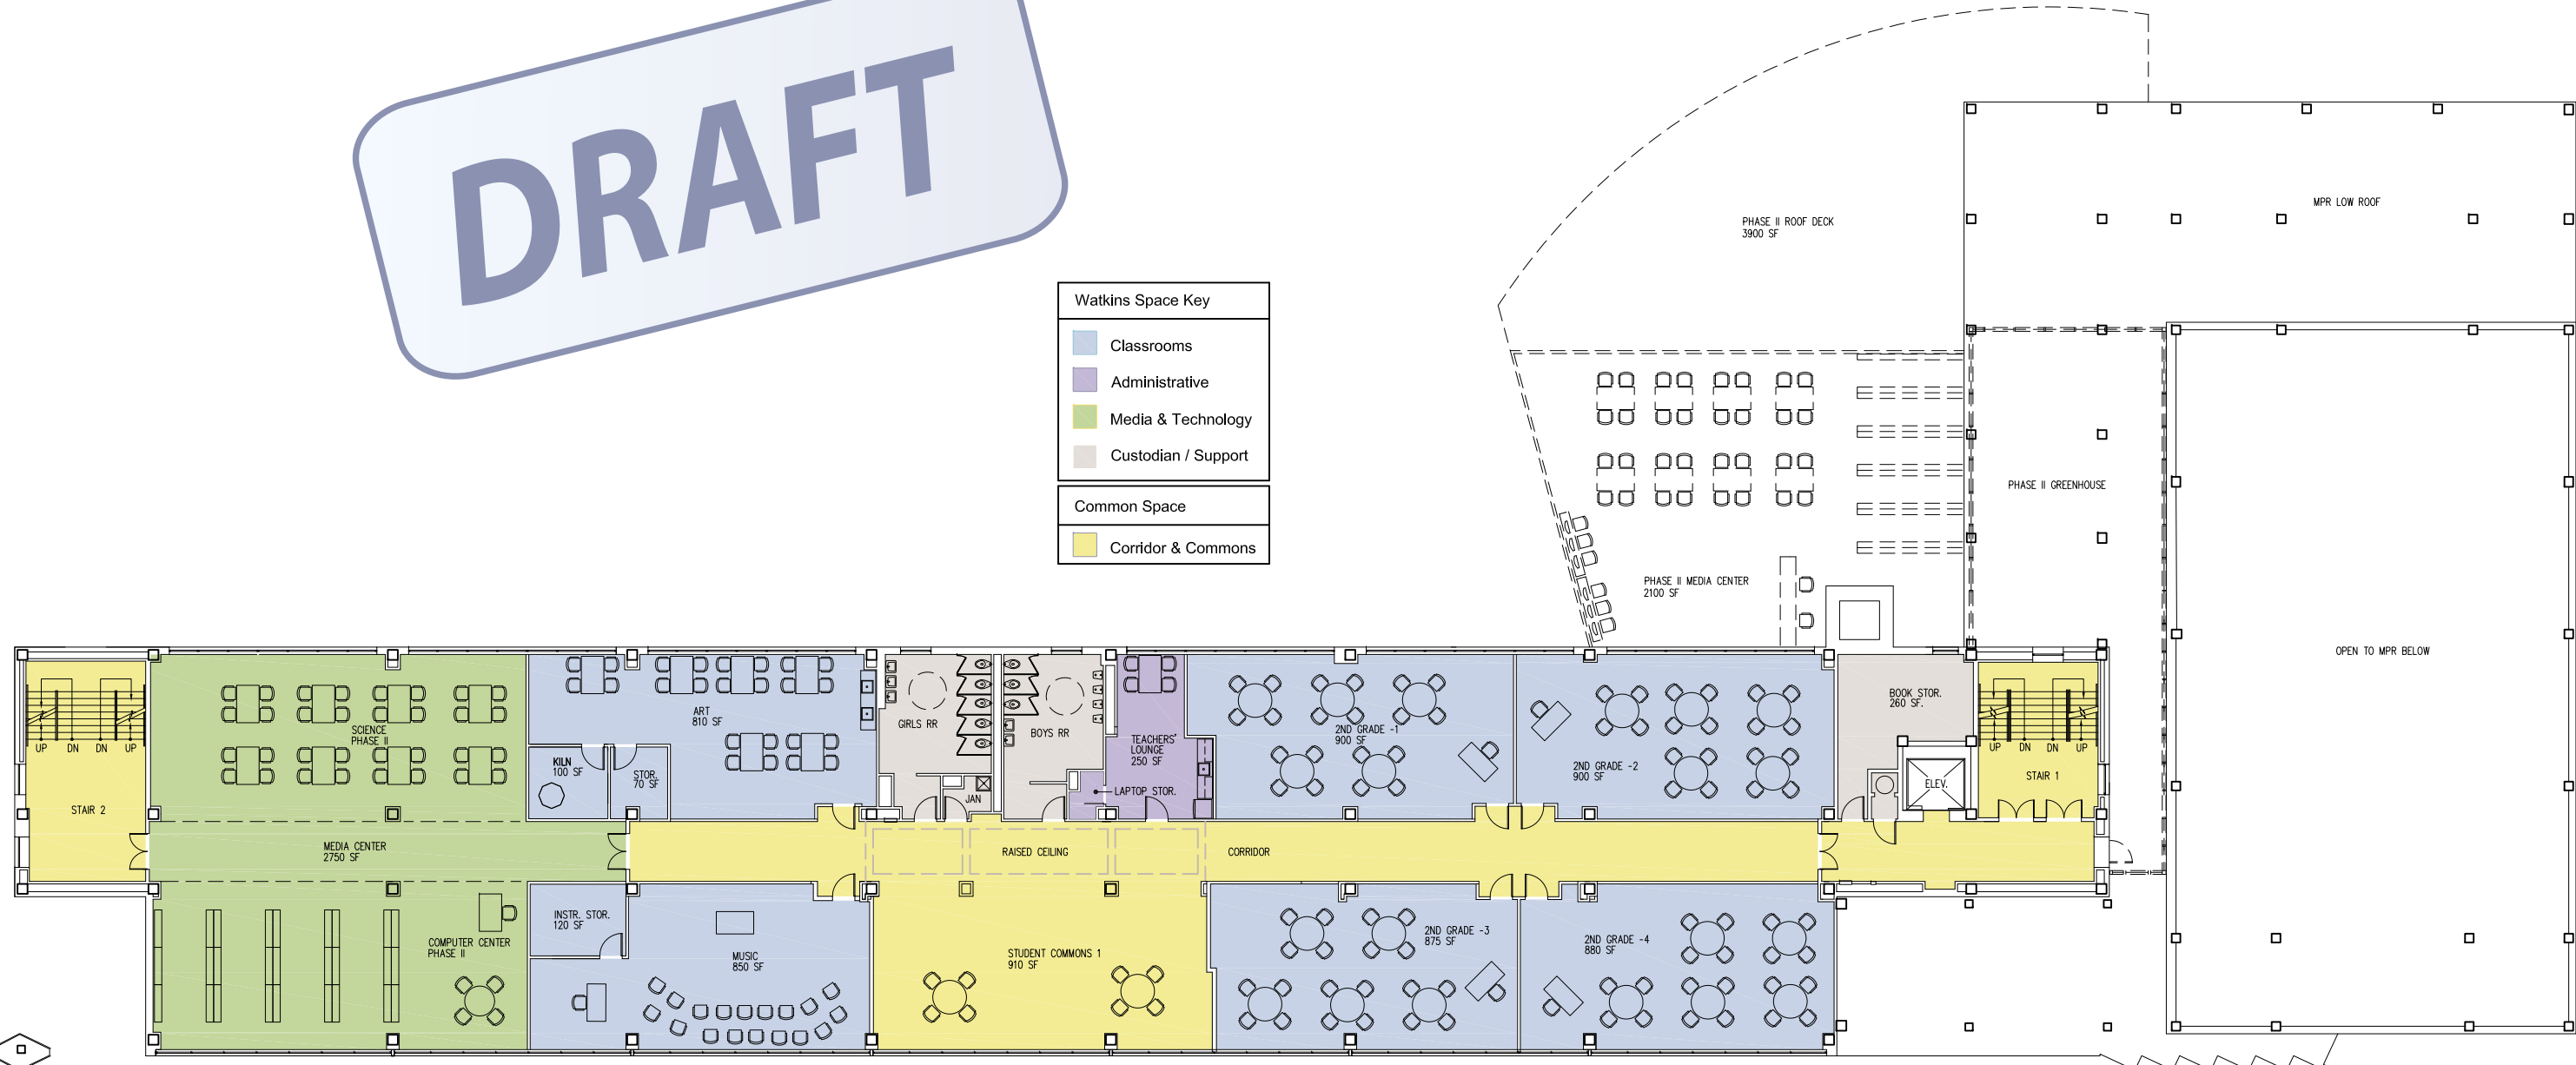 DRAFT
MPR LOW ROOF
PHASE II ROOF DECK
3900 SF
Watkins Space Key
Classrooms
Administrative
Media & Technology
Custodian / Support
Common Space
Corridor & Commons
PHASE II GREENHOUSE
PHASE II MEDIA CENTER
2100 SF
OPEN TO MPR BELOW
UP DN DN UP
STAIR 2
SCIENCE
PHASE II
ART
810 SF
KILN
100 SF
STOR.
70 SF
GIRLS RR
JAN
BOYS RR
TEACHERS'
LOUNGE
250 SF
LAPTOP STOR.
2ND GRADE -1
900 SF
2ND GRADE -2
900 SF
BOOK STOR.
260 SF.
ELEV.
UP DN DN UP
STAIR 1
MEDIA CENTER
2750 SF
RAISED CEILING
CORRIDOR
COMPUTER CENTER
PHASE II
INSTR. STOR.
120 SF
MUSIC
850 SF
STUDENT COMMONS 1
910 SF
2ND GRADE -3
875 SF
2ND GRADE -4
880 SF